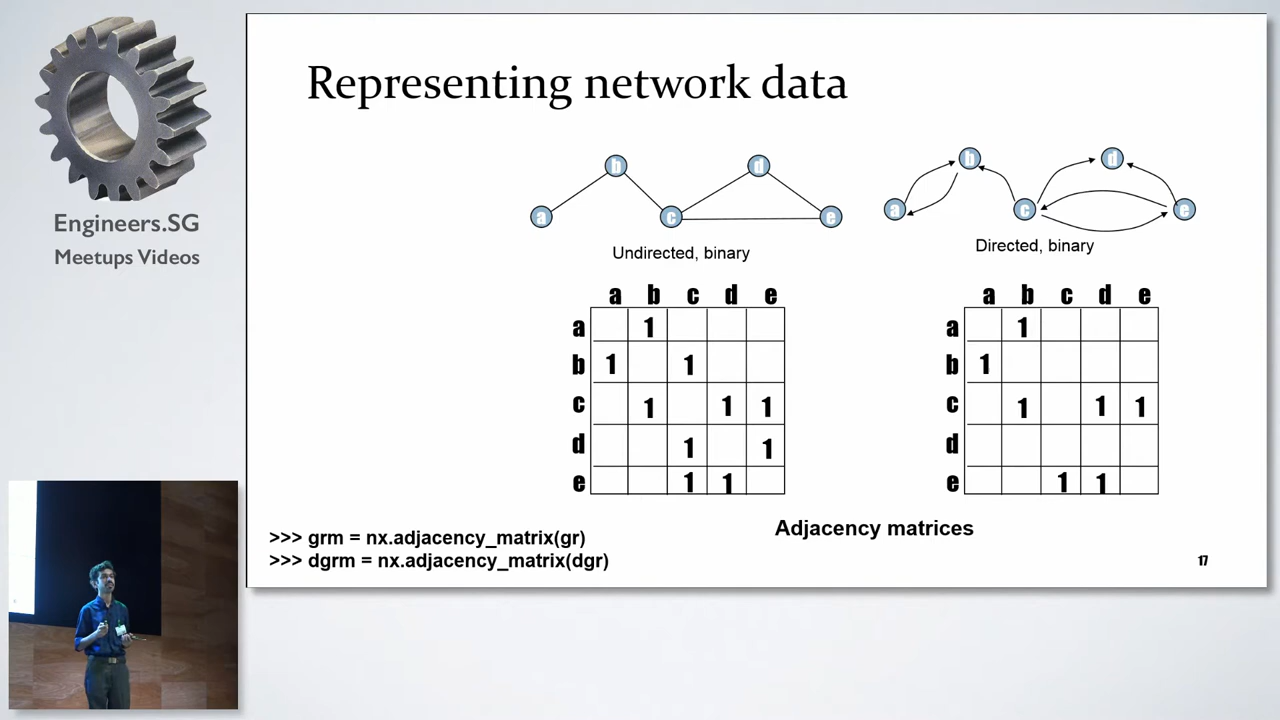 Engineers.SG
Meetups Videos
Representing network data
b d
a c e
Undirected, binary
b d
a c e
Directed, binary
a b c d e
a 1
b 1 1
c 1 1 1
d 1 1
e 1 1
a b c d e
a 1
b 1
c 1 1 1
d
e 1 1
Adjacency matrices
>>> grm = nx.adjacency_matrix(gr)
>>> dgrm = nx.adjacency_matrix(dgr)
17